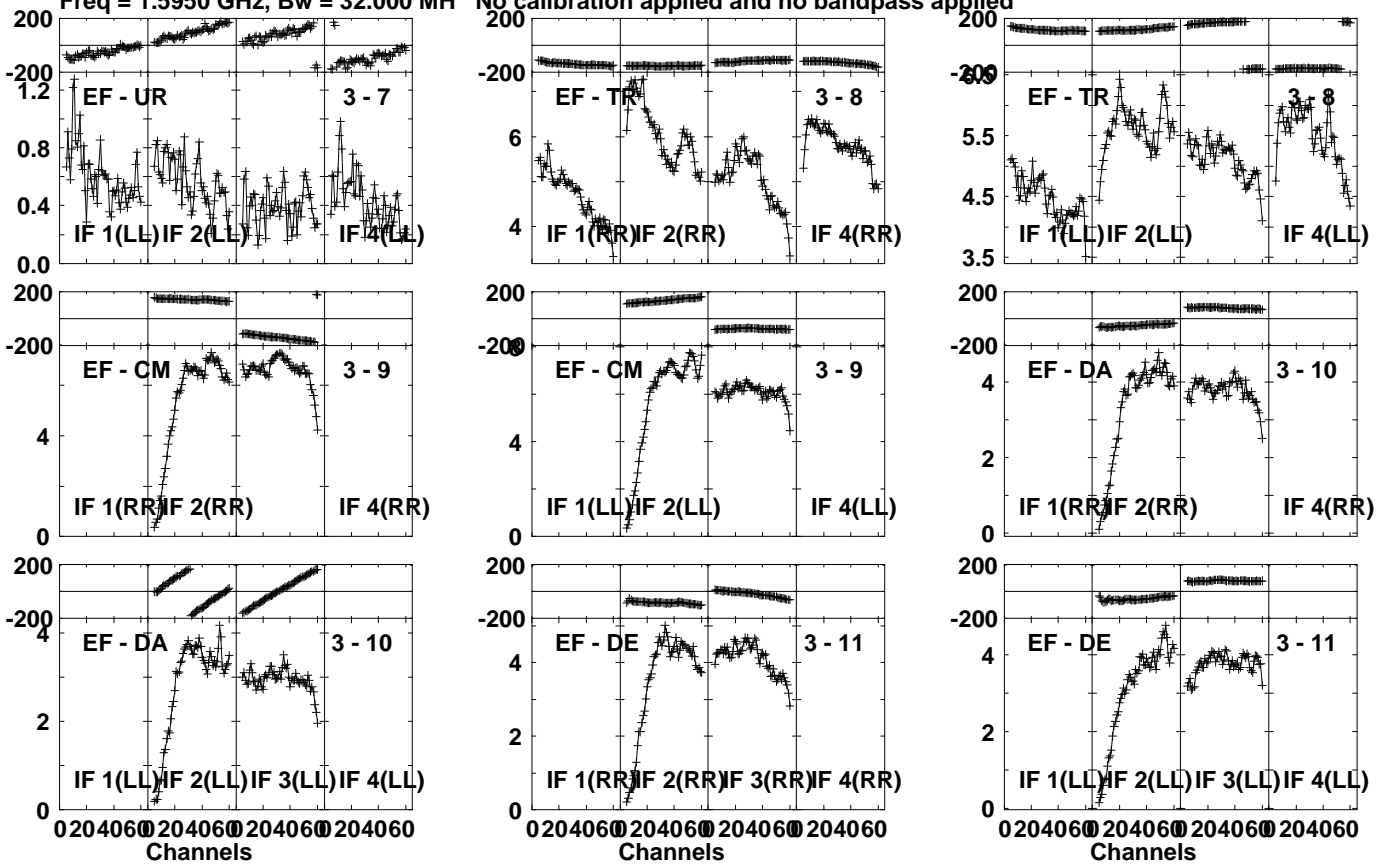 Freq = 1.5950 GHz, Bw = 32.000 MH No calibration applied and no bandpass applied
200
-200
1.2
0.8
0.4
0.0
EF - UR
3 - 7
IF 1(LL)
IF 2(LL)
IF 4(LL)
200
-200
6
4
EF - TR
3 - 8
IF 1(RR)
IF 2(RR)
IF 4(RR)
200
-200
6.5
5.5
4.5
3.5
EF - TR
3 - 8
IF 1(LL)
IF 2(LL)
IF 4(LL)
200
-200
4
0
EF - CM
3 - 9
IF 1(RR)
IF 2(RR)
IF 4(RR)
200
-200
8
4
0
EF - CM
3 - 9
IF 1(LL)
IF 2(LL)
IF 4(LL)
200
-200
4
2
0
EF - DA
3 - 10
IF 1(RR)
IF 2(RR)
IF 4(RR)
200
-200
4
2
0
EF - DA
3 - 10
IF 1(LL)
IF 2(LL)
IF 3(LL)
IF 4(LL)
0 20 40 60 0 20 40 60 0 20 40 60 0 20 40 60
Channels
200
-200
4
2
0
EF - DE
3 - 11
IF 1(RR)
IF 2(RR)
IF 3(RR)
IF 4(RR)
0 20 40 60 0 20 40 60 0 20 40 60 0 20 40 60
Channels
200
-200
4
2
0
EF - DE
3 - 11
IF 1(LL)
IF 2(LL)
IF 3(LL)
IF 4(LL)
0 20 40 60 0 20 40 60 0 20 40 60 0 20 40 60
Channels